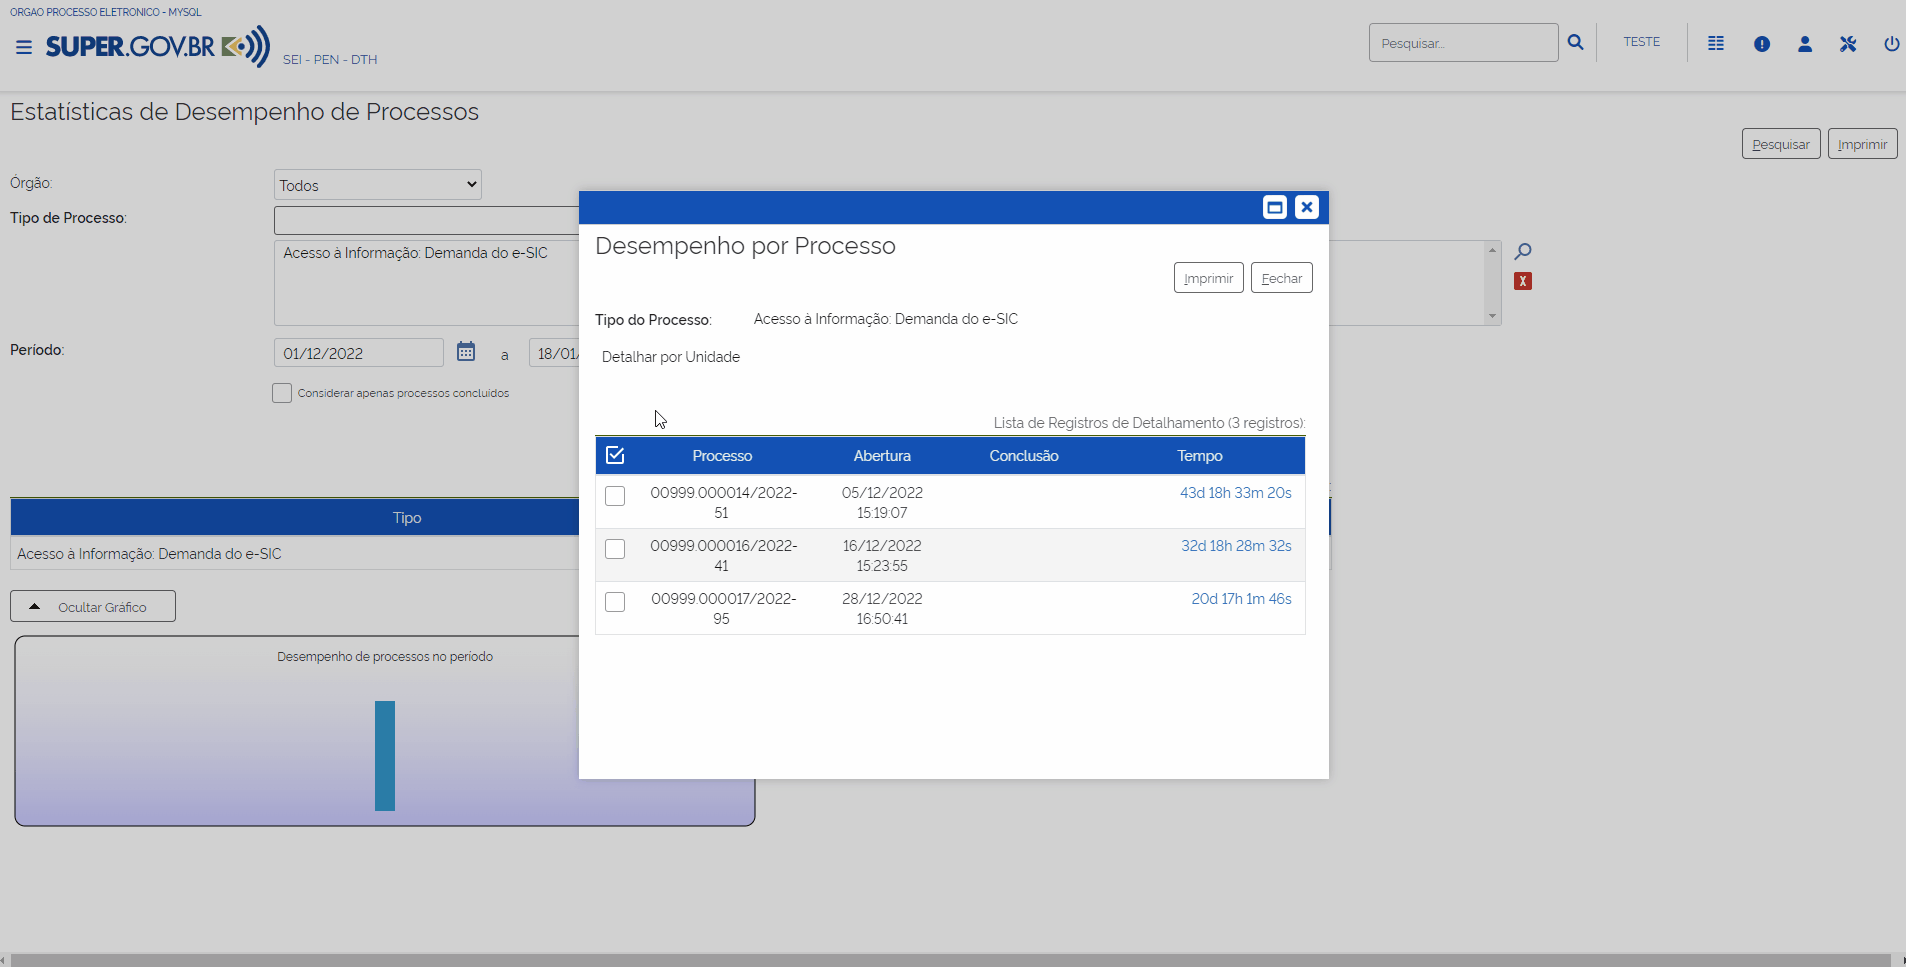 ORGAO PROCESSO ELETRONICO - MYSQL
SUPER.GOV.BR
SEI - PEN - DTH
Pesquisar...
TESTE
Estatísticas de Desempenho de Processos
Pesquisar
Imprimir
Órgão:
Todos
Tipo de Processo:
Acesso à Informação: Demanda do e-SIC
X
Período:
01/12/2022
a
18/01/
Considerar apenas processos concluídos
Tipo
Acesso à Informação: Demanda do e-SIC
Ocultar Gráfico
Desempenho de processos no período
Desempenho por Processo
Imprimir
Fechar
Tipo do Processo:
Acesso à Informação: Demanda do e-SIC
Detalhar por Unidade
Lista de Registros de Detalhamento (3 registros):
Processo Abertura Conclusão Tempo
00999.000014/2022-
51
05/12/2022
15:19:07
43d 18h 33m 20s
00999.000016/2022-
41
16/12/2022
15:23:55
32d 18h 28m 32s
00999.000017/2022-
95
28/12/2022
16:50:41
20d 17h 1m 46s